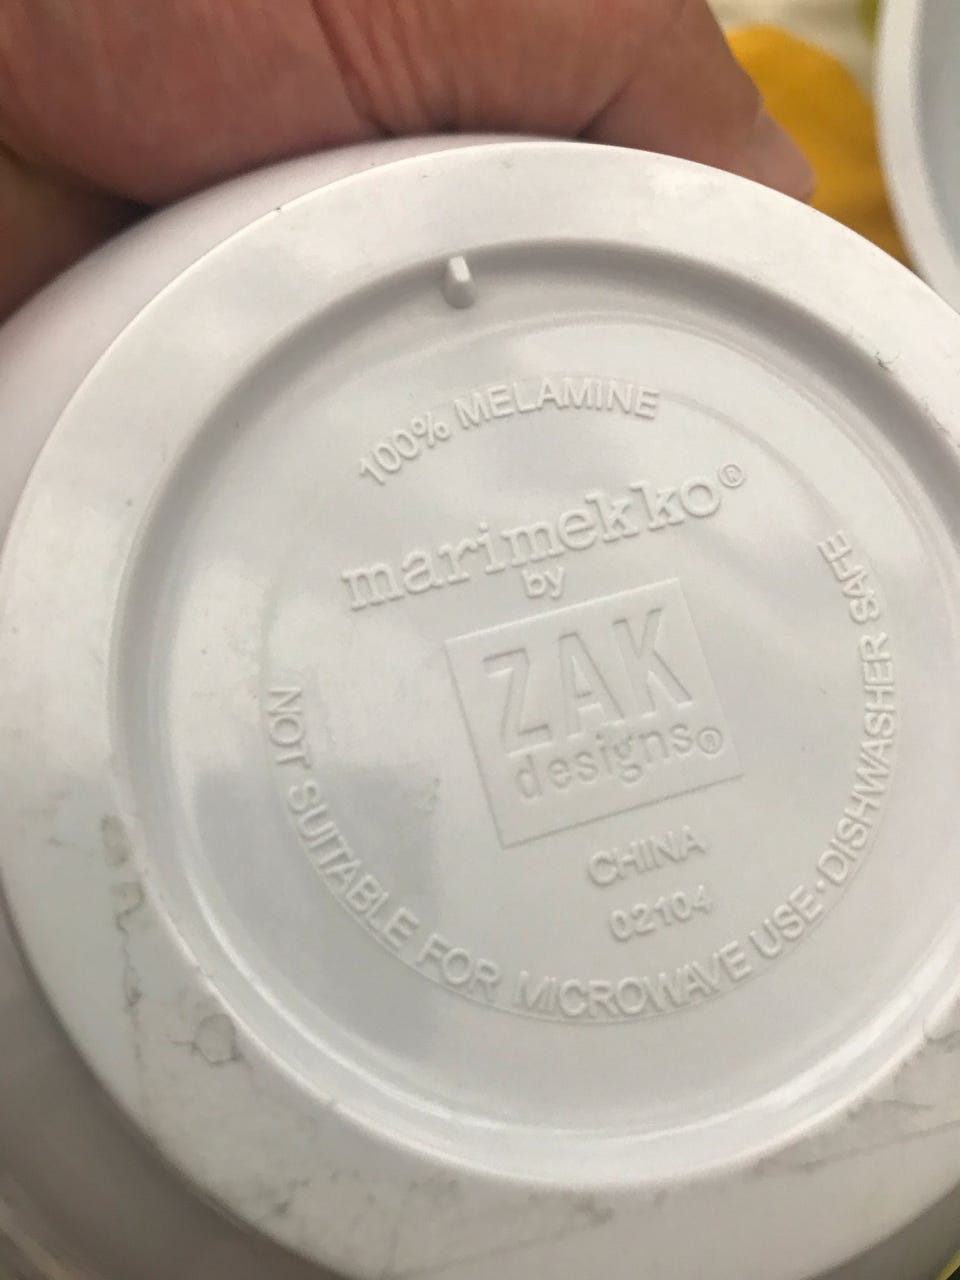 100% MELAMINE
marimekko®
by
ZAK
designs®
CHINA
02104
NOT SUITABLE FOR MICROWAVE USE • DISHWASHER SAFE